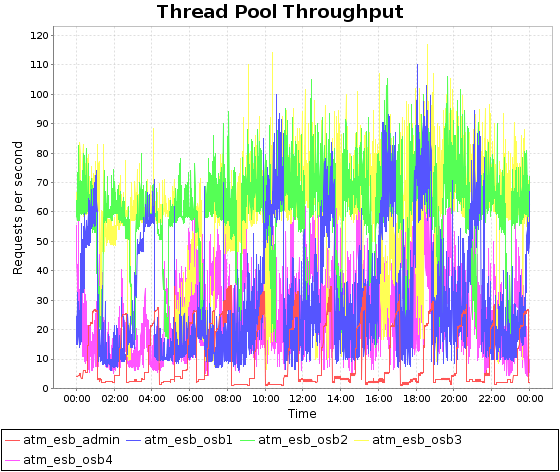 Thread Pool Throughput
120
110
100
90
80
70
60
50
40
30
20
10
0
Requests per second
00:00 02:00 04:00 06:00 08:00 10:00 12:00 14:00 16:00 18:00 20:00 22:00 00:00
Time
atm_esb_admin atm_esb_osb1 atm_esb_osb2 atm_esb_osb3
atm_esb_osb4